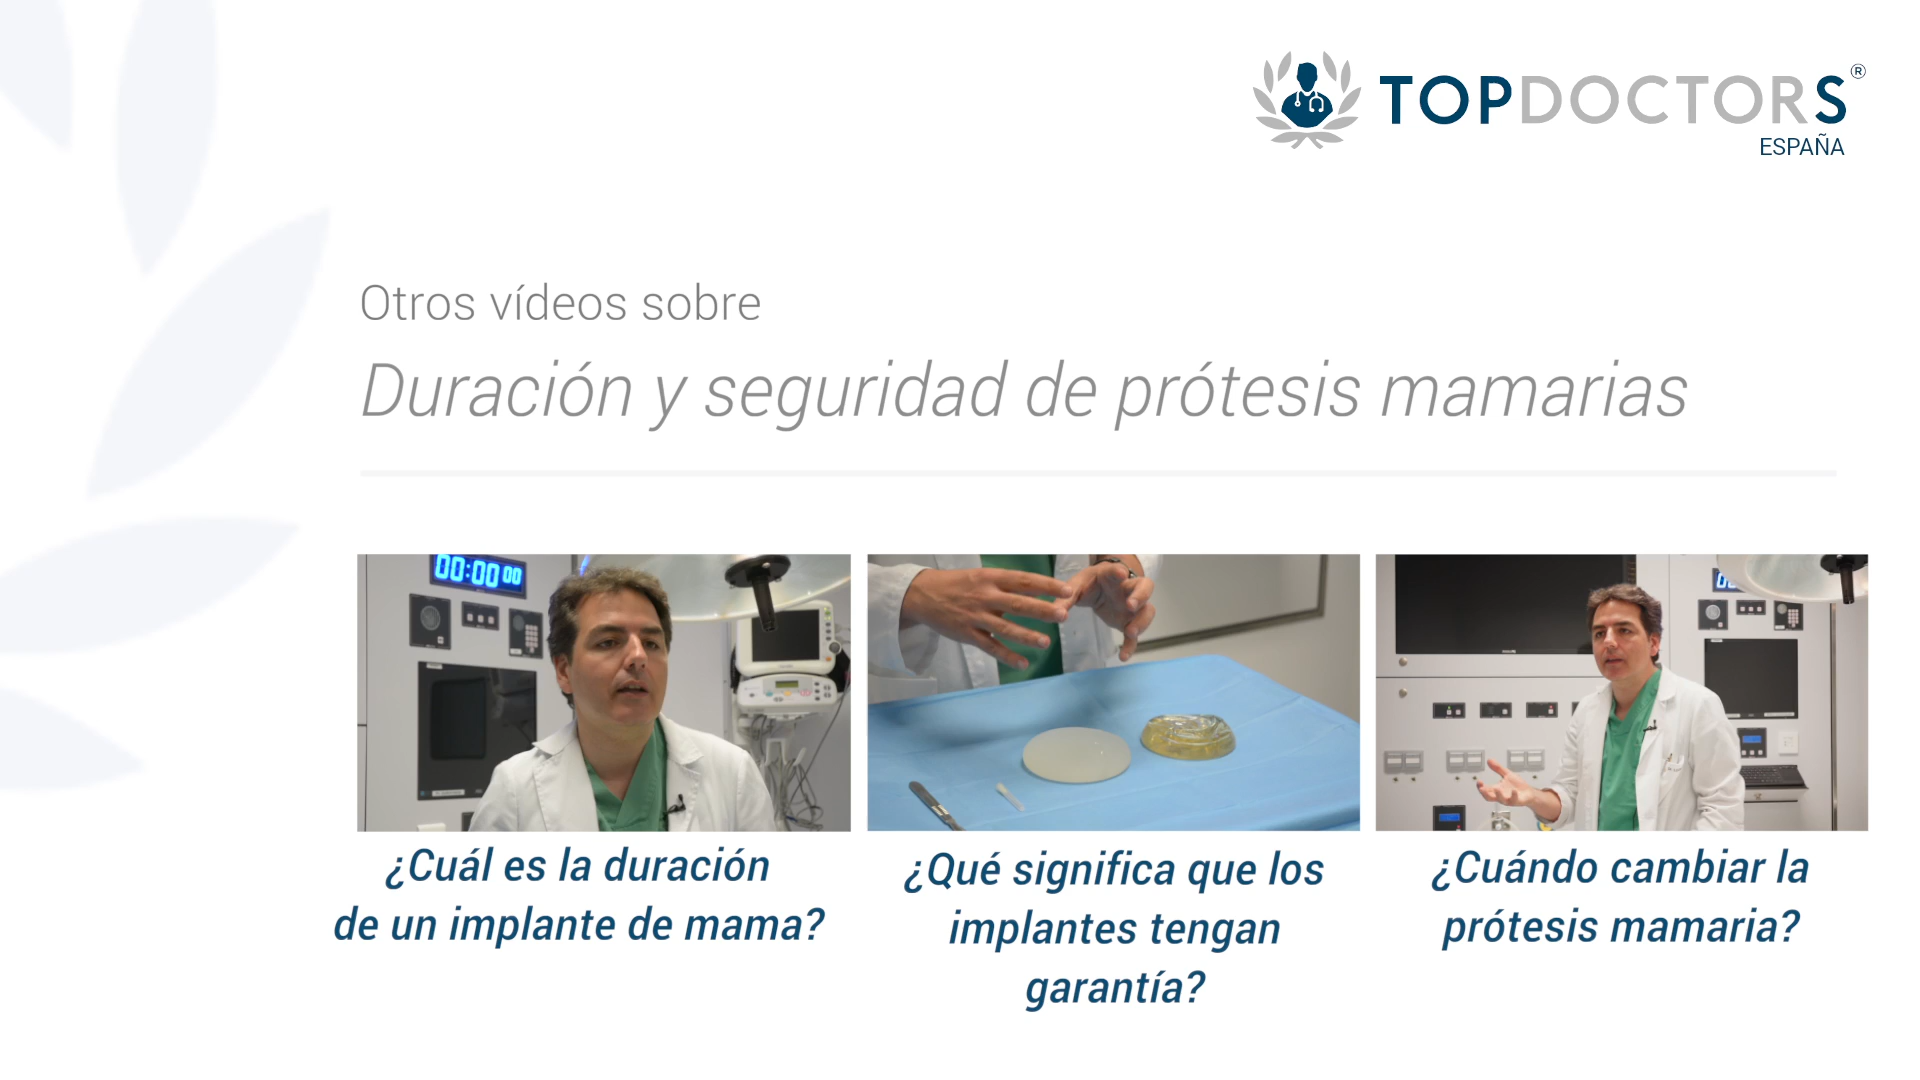 TOPDOCTORS®
ESPAÑA
Otros vídeos sobre
Duración y seguridad de prótesis mamarias
00:00 00
¿Cuál es la duración
de un implante de mama?
¿Qué significa que los
implantes tengan
garantía?
¿Cuándo cambiar la
prótesis mamaria?